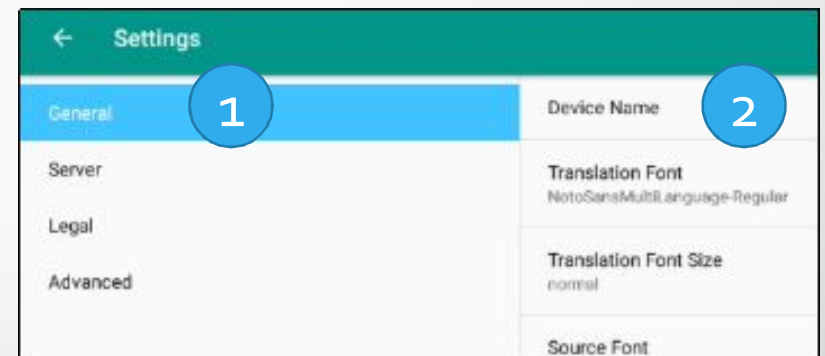 ← Settings
General
1
Server
Legal
Advanced
Device Name
2
Translation Font
NotoSansMultiLanguage-Regular
Translation Font Size
normal
Source Font